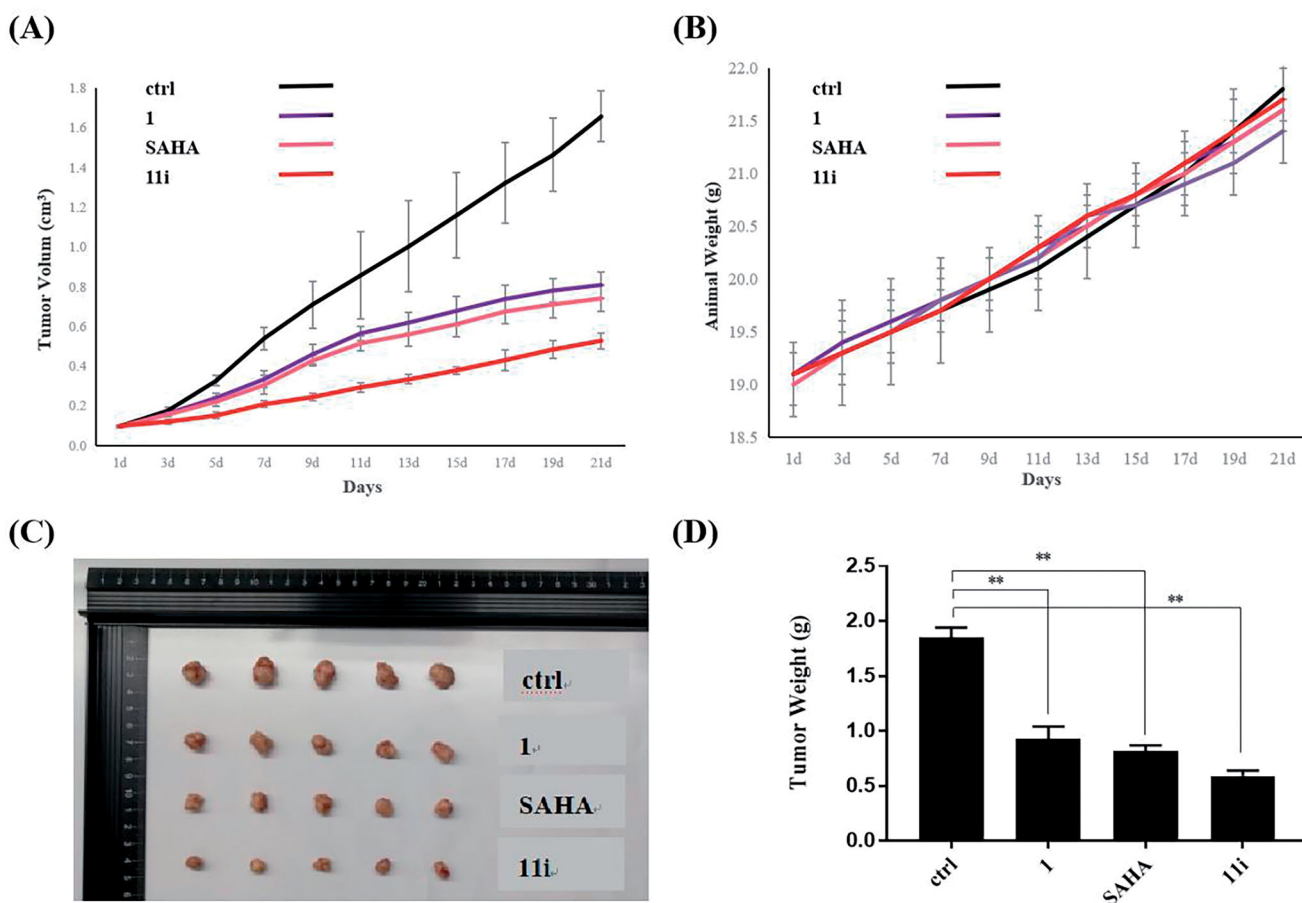 (A)
ctrl
1
SAHA
11i
1.8
1.6
1.4
1.2
1.0
0.8
0.6
0.4
0.2
0.0
Tumor Volum (cm³)
1d 3d 5d 7d 9d 11d 13d 15d 17d 19d 21d
Days
(B)
ctrl
1
SAHA
11i
22.0
21.5
21.0
20.5
20.0
19.5
19.0
18.5
Animal Weight (g)
1d 3d 5d 7d 9d 11d 13d 15d 17d 19d 21d
Days
(C)
ctrl
1
SAHA
11i
(D)
2.5
2.0
1.5
1.0
0.5
0.0
Tumor Weight (g)
**
**
**
ctrl 1 SAHA 11i